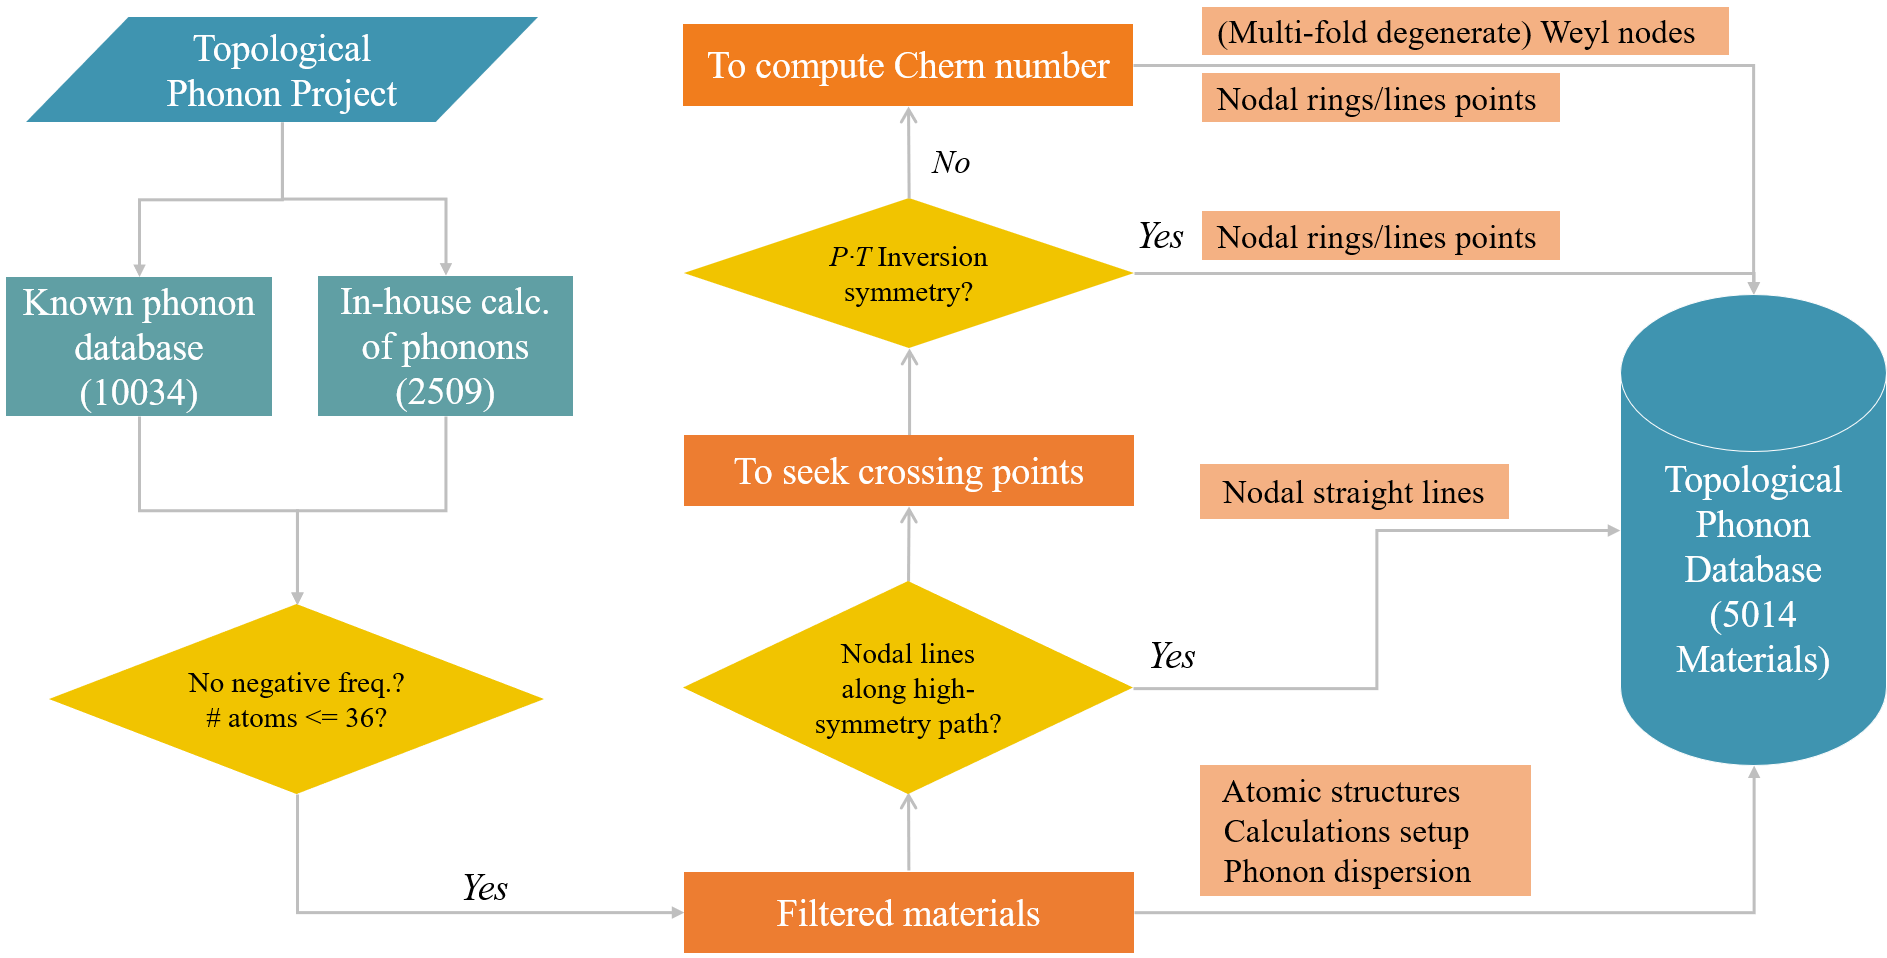 Topological
Phonon Project
Known phonon
database
(10034)
In-house calc.
of phonons
(2509)
No negative freq.?
# atoms <= 36?
Yes
Filtered materials
Atomic structures
Calculations setup
Phonon dispersion
Nodal lines
along high-
symmetry path?
Yes
Nodal straight lines
To seek crossing points
P·T Inversion
symmetry?
Yes
Nodal rings/lines points
No
To compute Chern number
(Multi-fold degenerate) Weyl nodes
Nodal rings/lines points
Topological
Phonon
Database
(5014
Materials)